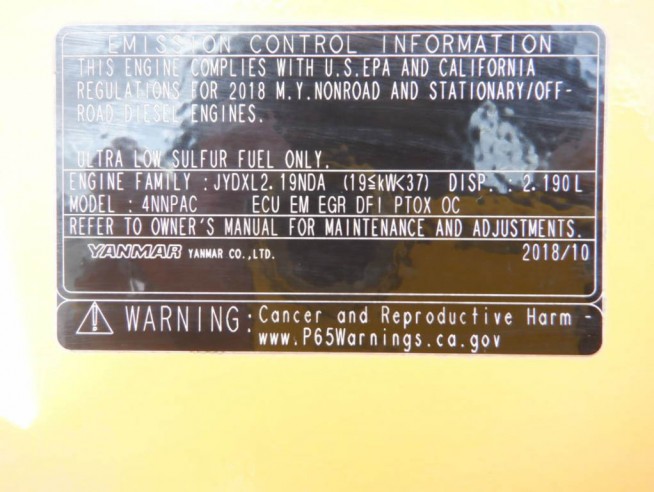 EMISSION CONTROL INFORMATION
THIS ENGINE COMPLIES WITH U.S.EPA AND CALIFORNIA
REGULATIONS FOR 2018 M.Y.NONROAD AND STATIONARY/OFF-
ROAD DIESEL ENGINES.
ULTRA LOW SULFUR FUEL ONLY.
ENGINE FAMILY :JYDXL2.19NDA (19≦kW<37) DISP. : 2.190L
MODEL : 4NNPAC ECU EM EGR DFI PTOX OC
REFER TO OWNER'S MANUAL FOR MAINTENANCE AND ADJUSTMENTS.
YANMAR YANMAR CO.,LTD. 2018/10
WARNING: Cancer and Reproductive Harm -
www.P65Warnings.ca.gov